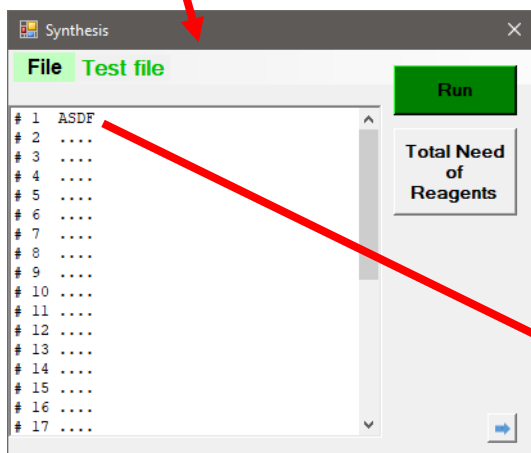 Synthesis
File Test file
Run
Total Need
of
Reagents
# 1 ASDF
# 2 ....
# 3 ....
# 4 ....
# 5 ....
# 6 ....
# 7 ....
# 8 ....
# 9 ....
# 10 ....
# 11 ....
# 12 ....
# 13 ....
# 14 ....
# 15 ....
# 16 ....
# 17 ....